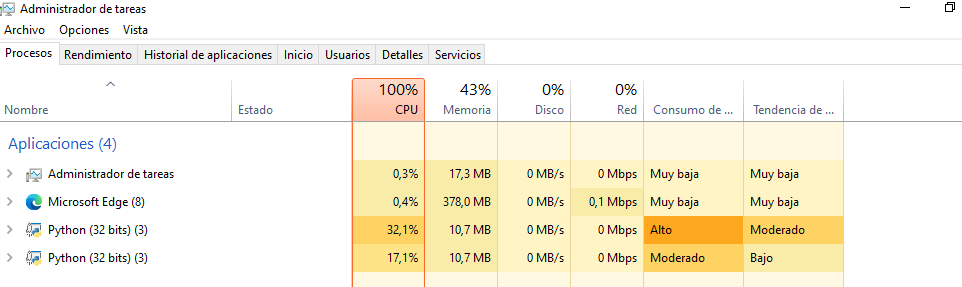 Administrador de tareas
Archivo Opciones Vista
Procesos Rendimiento Historial de aplicaciones Inicio Usuarios Detalles Servicios
100% 43% 0% 0%
Nombre Estado CPU Memoria Disco Red Consumo de ... Tendencia de ...
Aplicaciones (4)
Administrador de tareas 0,3% 17,3 MB 0 MB/s 0 Mbps Muy baja Muy baja
Microsoft Edge (8) 0,4% 378,0 MB 0 MB/s 0,1 Mbps Muy baja Muy baja
Python (32 bits) (3) 32,1% 10,7 MB 0 MB/s 0 Mbps Alto Moderado
Python (32 bits) (3) 17,1% 10,7 MB 0 MB/s 0 Mbps Moderado Bajo